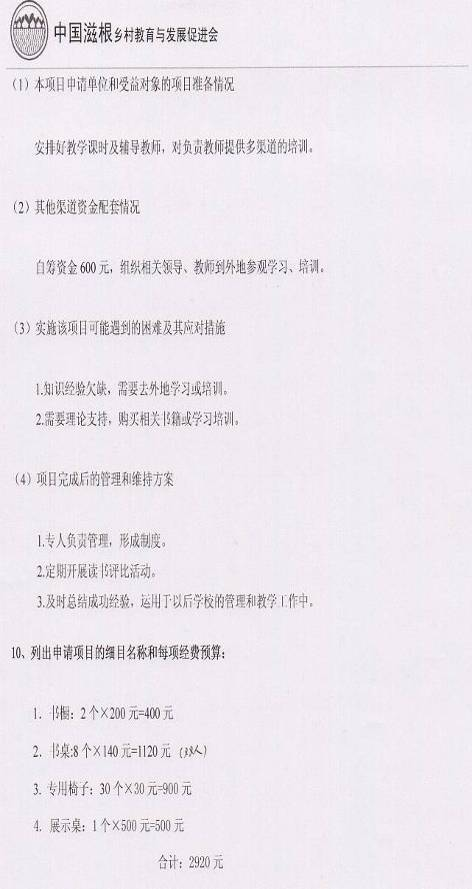 中国滋根乡村教育与发展促进会
（1）本项目申请单位和受益对象的项目准备情况
安排好教学课时及辅导教师，对负责教师提供多渠道的培训。
（2）其他渠道资金配套情况
自筹资金 600 元，组织相关领导、教师到外地参观学习、培训。
（3）实施该项目可能遇到的困难及其应对措施
1.知识经验欠缺，需要去外地学习或培训。
2.需要理论支持，购买相关书籍或学习培训。
（4）项目完成后的管理和维持方案
1.专人负责管理，形成制度。
2.定期开展读书评比活动。
3.及时总结成功经验，运用于以后学校的管理和教学工作中。
10、列出申请项目的细目名称和每项经费预算：
1. 书橱：2 个×200 元=400 元
2. 书桌:8 个×140 元=1120 元
3. 专用椅子：30 个×30 元=900 元
4. 展示桌：1 个×500 元=500 元
合计：2920 元